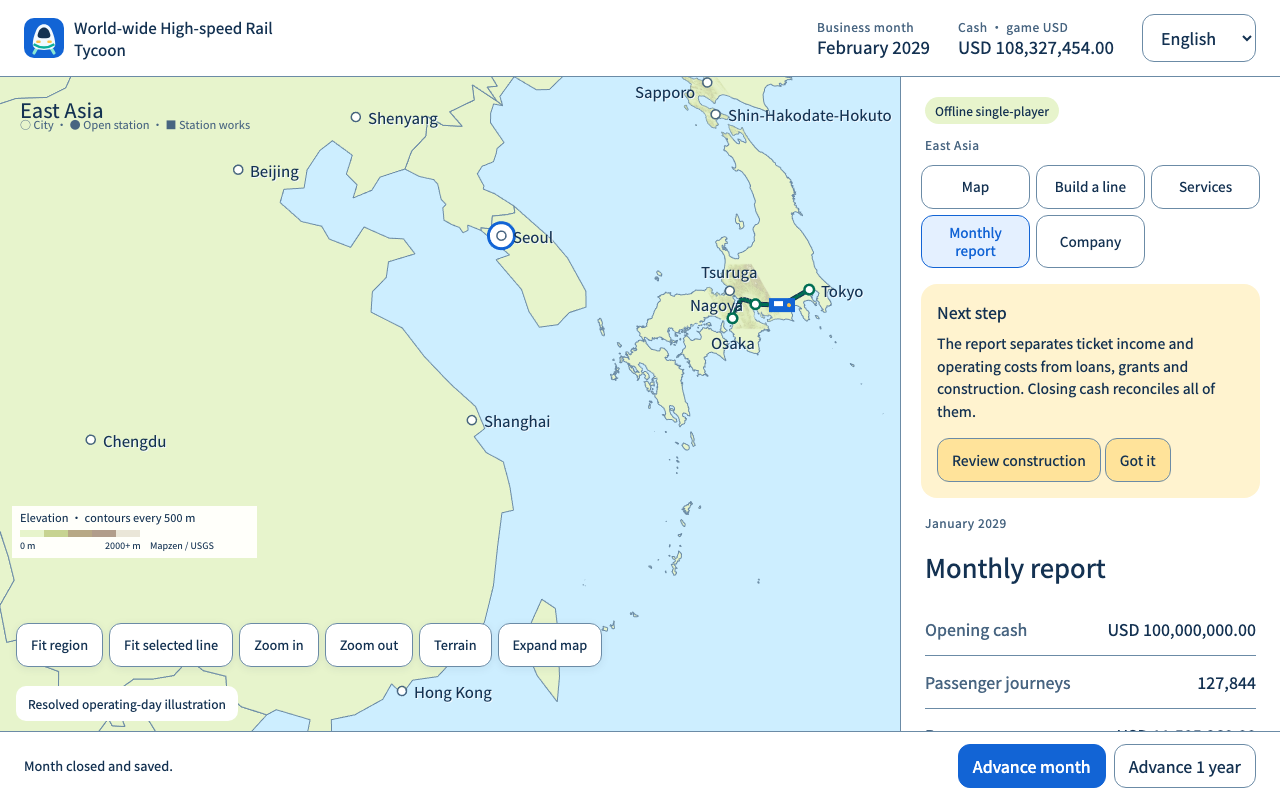 World-wide High-speed Rail
Tycoon
Business month
February 2029
Cash • game USD
USD 108,327,454.00
English
East Asia
City • Open station • Station works
Sapporo
Shin-Hakodate-Hokuto
Shenyang
Beijing
Seoul
Tsuruga
Tokyo
Nagoya
Osaka
Shanghai
Chengdu
Elevation • contours every 500 m
0 m
2000+ m
Mapzen / USGS
Fit region
Fit selected line
Zoom in
Zoom out
Terrain
Expand map
Hong Kong
Resolved operating-day illustration
Offline single-player
East Asia
Map
Build a line
Services
Monthly
report
Company
Next step
The report separates ticket income and
operating costs from loans, grants and
construction. Closing cash reconciles all of
them.
Review construction
Got it
January 2029
Monthly report
Opening cash
USD 100,000,000.00
Passenger journeys
127,844
Month closed and saved.
Advance month
Advance 1 year